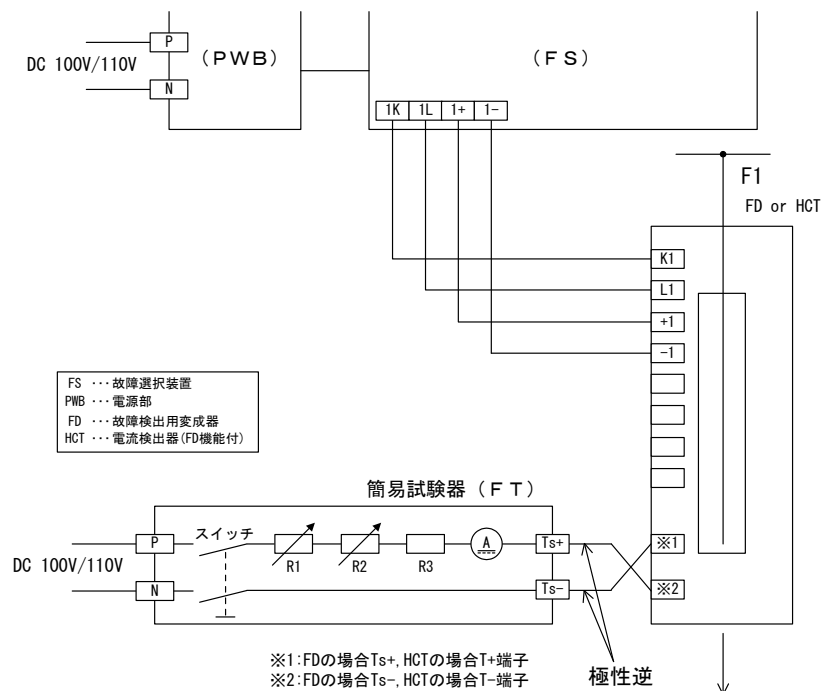 P
（ＰＷＢ）
（ＦＳ）
DC 100V/110V
N
1K 1L 1+ 1-
F1
FD or HCT
K1
L1
+1
-1
FS ･･･故障選択装置
PWB ･･･電源部
FD ･･･故障検出用変成器
HCT ･･･電流検出器(FD機能付)
簡易試験器（ＦＴ）
P
スイッチ
A
Ts+
※1
DC 100V/110V
R1
R2
R3
N
Ts-
※2
※1:FDの場合Ts+,HCTの場合T+端子
※2:FDの場合Ts-,HCTの場合T-端子
極性逆